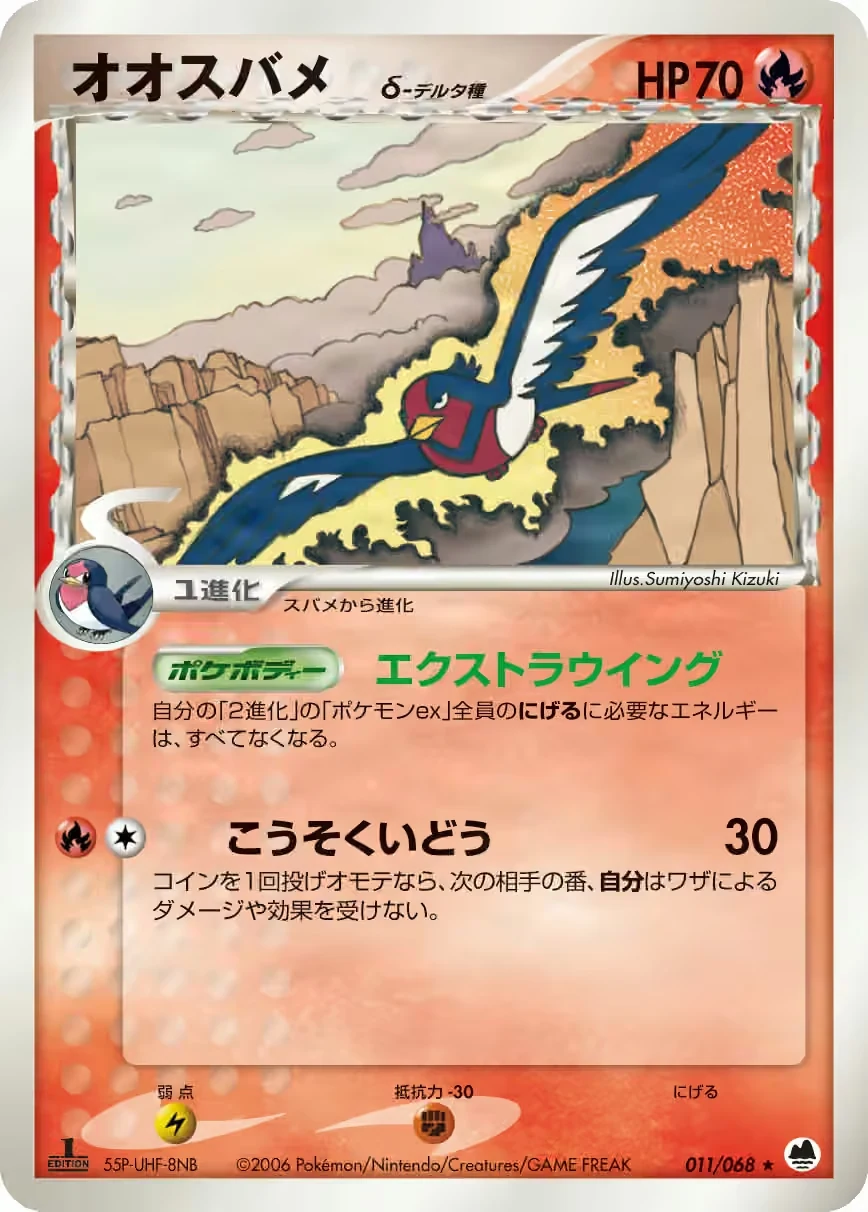 オオスバメ δ-デルタ種 HP70
Illus.Sumiyoshi Kizuki
1進化
スバメから進化
ポケボディー エクストラウイング
自分の「2進化」の「ポケモンex」全員のにげるに必要なエネルギー
は、すべてなくなる。
こうそくいどう 30
コインを1回投げオモテなら、次の相手の番、自分はワザによる
ダメージや効果を受けない。
弱点 抵抗力 -30 にげる
1 EDITION 55P-UHF-8NB ©2006 Pokémon/Nintendo/Creatures/GAME FREAK 011/068 ★